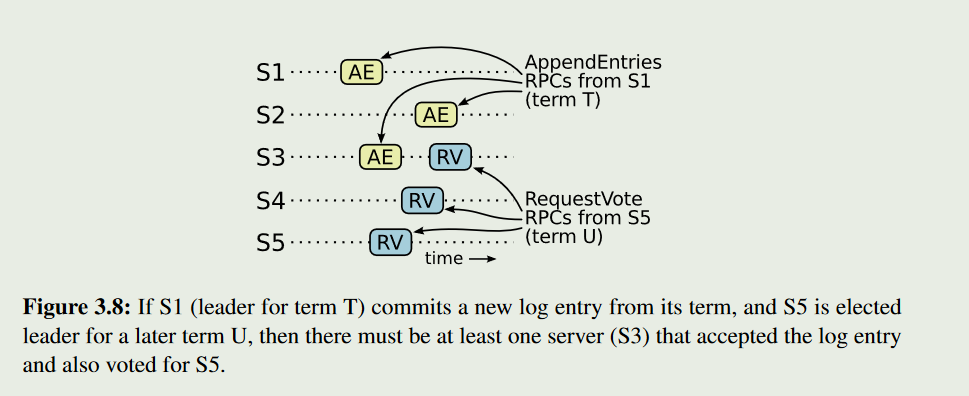 S1 AE
AppendEntries
RPCs from S1
(term T)
S2 AE
S3 AE RV
S4 RV
RequestVote
RPCs from S5
(term U)
S5 RV
time
Figure 3.8: If S1 (leader for term T) commits a new log entry from its term, and S5 is elected
leader for a later term U, then there must be at least one server (S3) that accepted the log entry
and also voted for S5.